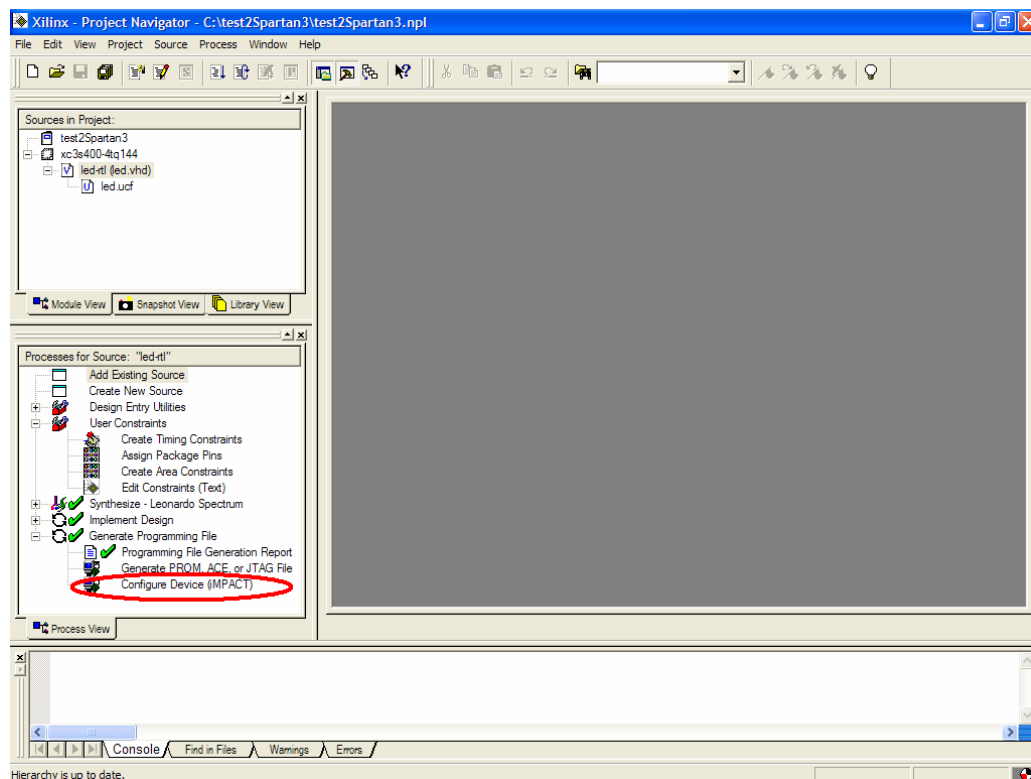 Xilinx - Project Navigator - C:\test2Spartan3\test2Spartan3.npl
File Edit View Project Source Process Window Help
Sources in Project:
test2Spartan3
xc3s400-4tq144
led-rtl (led.vhd)
led.ucf
Module View Snapshot View Library View
Processes for Source: "led-rtl"
Add Existing Source
Create New Source
Design Entry Utilities
User Constraints
Create Timing Constraints
Assign Package Pins
Create Area Constraints
Edit Constraints (Text)
Synthesize - Leonardo Spectrum
Implement Design
Generate Programming File
Programming File Generation Report
Generate PROM, ACE, or JTAG File
Configure Device (iMPACT)
Process View
Console Find in Files Warnings Errors
Hierarchy is up to date.